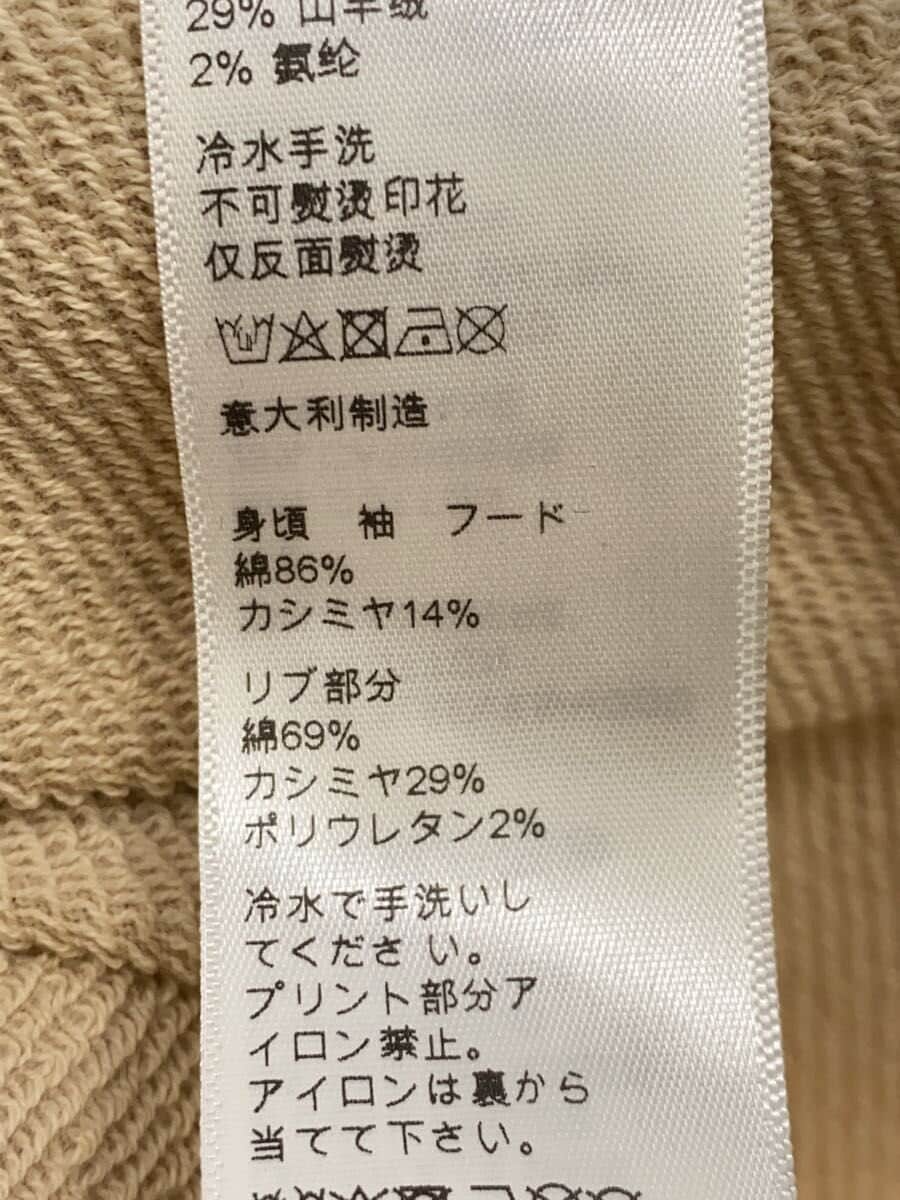 29% 山羊绒
2% 氨纶
冷水手洗
不可熨烫印花
仅反面熨烫
意大利制造
身頃 袖 フード
綿86%
カシミヤ14%
リブ部分
綿69%
カシミヤ29%
ポリウレタン2%
冷水で手洗いし
てくださ い。
プリント部分ア
イロン禁止。
アイロンは裏から
当てて下さい。